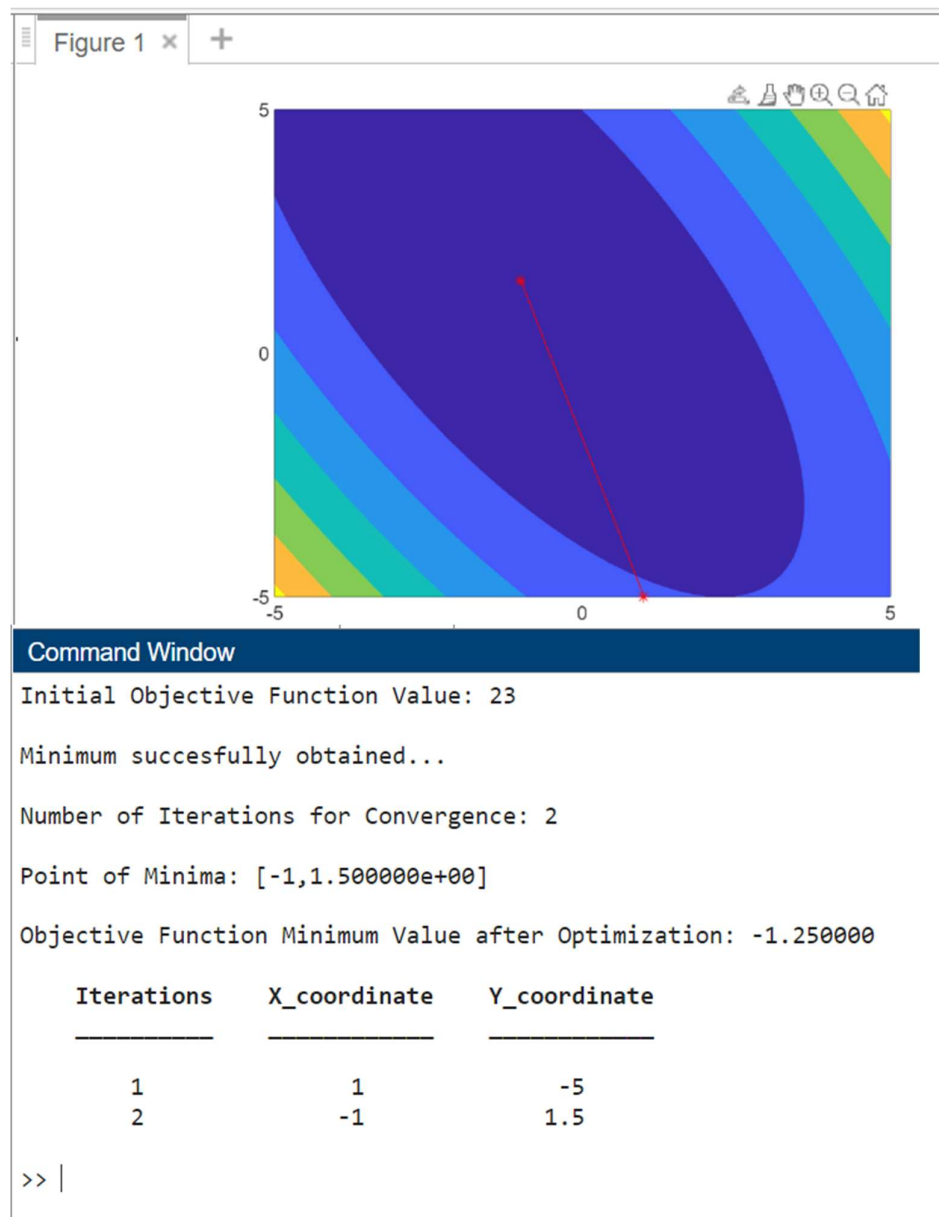 Figure 1 × +
5
0
-5
-5 0 5
Command Window
Initial Objective Function Value: 23
Minimum succesfully obtained...
Number of Iterations for Convergence: 2
Point of Minima: [-1,1.500000e+00]
Objective Function Minimum Value after Optimization: -1.250000
Iterations X_coordinate Y_coordinate
1 1 -5
2 -1 1.5
>>